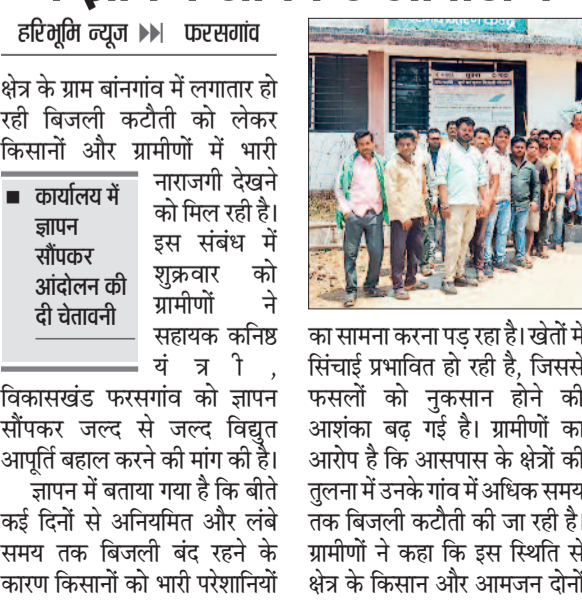 हरिभूमि न्यूज फरसगांव
क्षेत्र के ग्राम बांनगांव में लगातार हो
रही बिजली कटौती को लेकर
किसानों और ग्रामीणों में भारी
नाराजगी देखने
को मिल रही है।
इस संबंध में
शुक्रवार को
ग्रामीणों ने
सहायक कनिष्ठ
यंत्री,
विकासखंड फरसगांव को ज्ञापन
सौंपकर जल्द से जल्द विद्युत
आपूर्ति बहाल करने की मांग की है।
ज्ञापन में बताया गया है कि बीते
कई दिनों से अनियमित और लंबे
समय तक बिजली बंद रहने के
कारण किसानों को भारी परेशानियों
■ कार्यालय में
ज्ञापन
सौंपकर
आंदोलन की
दी चेतावनी
का सामना करना पड़ रहा है। खेतों में
सिंचाई प्रभावित हो रही है, जिससे
फसलों को नुकसान होने की
आशंका बढ़ गई है। ग्रामीणों का
आरोप है कि आसपास के क्षेत्रों की
तुलना में उनके गांव में अधिक समय
तक बिजली कटौती की जा रही है।
ग्रामीणों ने कहा कि इस स्थिति से
क्षेत्र के किसान और आमजन दोनों